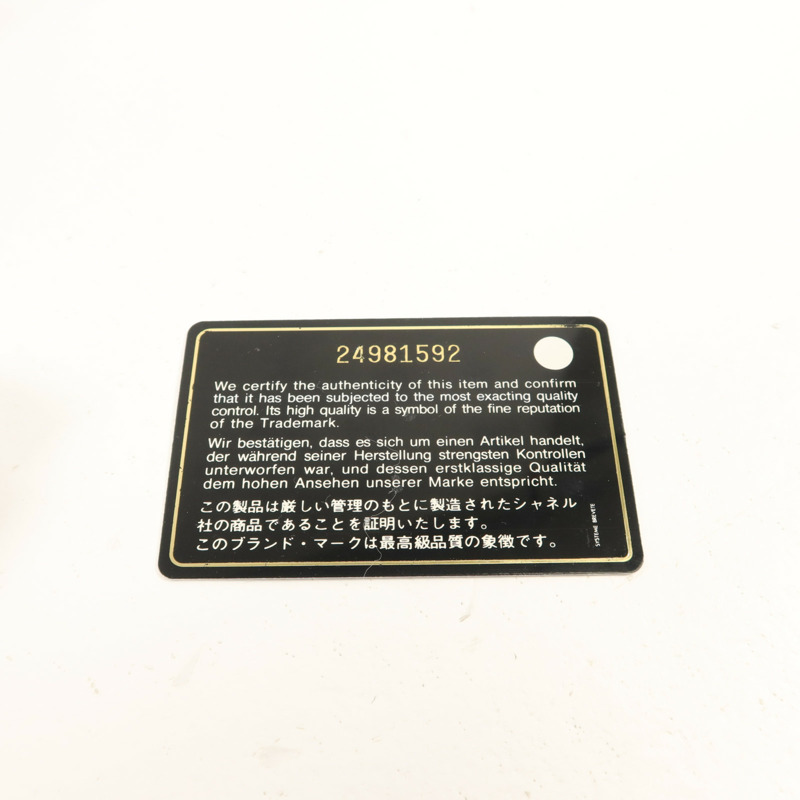 24981592
We certify the authenticity of this item and confirm
that it has been subjected to the most exacting quality
control. Its high quality is a symbol of the fine reputation
of the Trademark.
Wir bestätigen, dass es sich um einen Artikel handelt,
der während seiner Herstellung strengsten Kontrollen
unterworfen war, und dessen erstklassige Qualität
dem hohen Ansehen unserer Marke entspricht.
この製品は厳しい管理のもとに製造されたシャネル
社の商品であることを証明いたします。
このブランド・マークは最高級品質の象徴です。
SYSTEME BREVETE